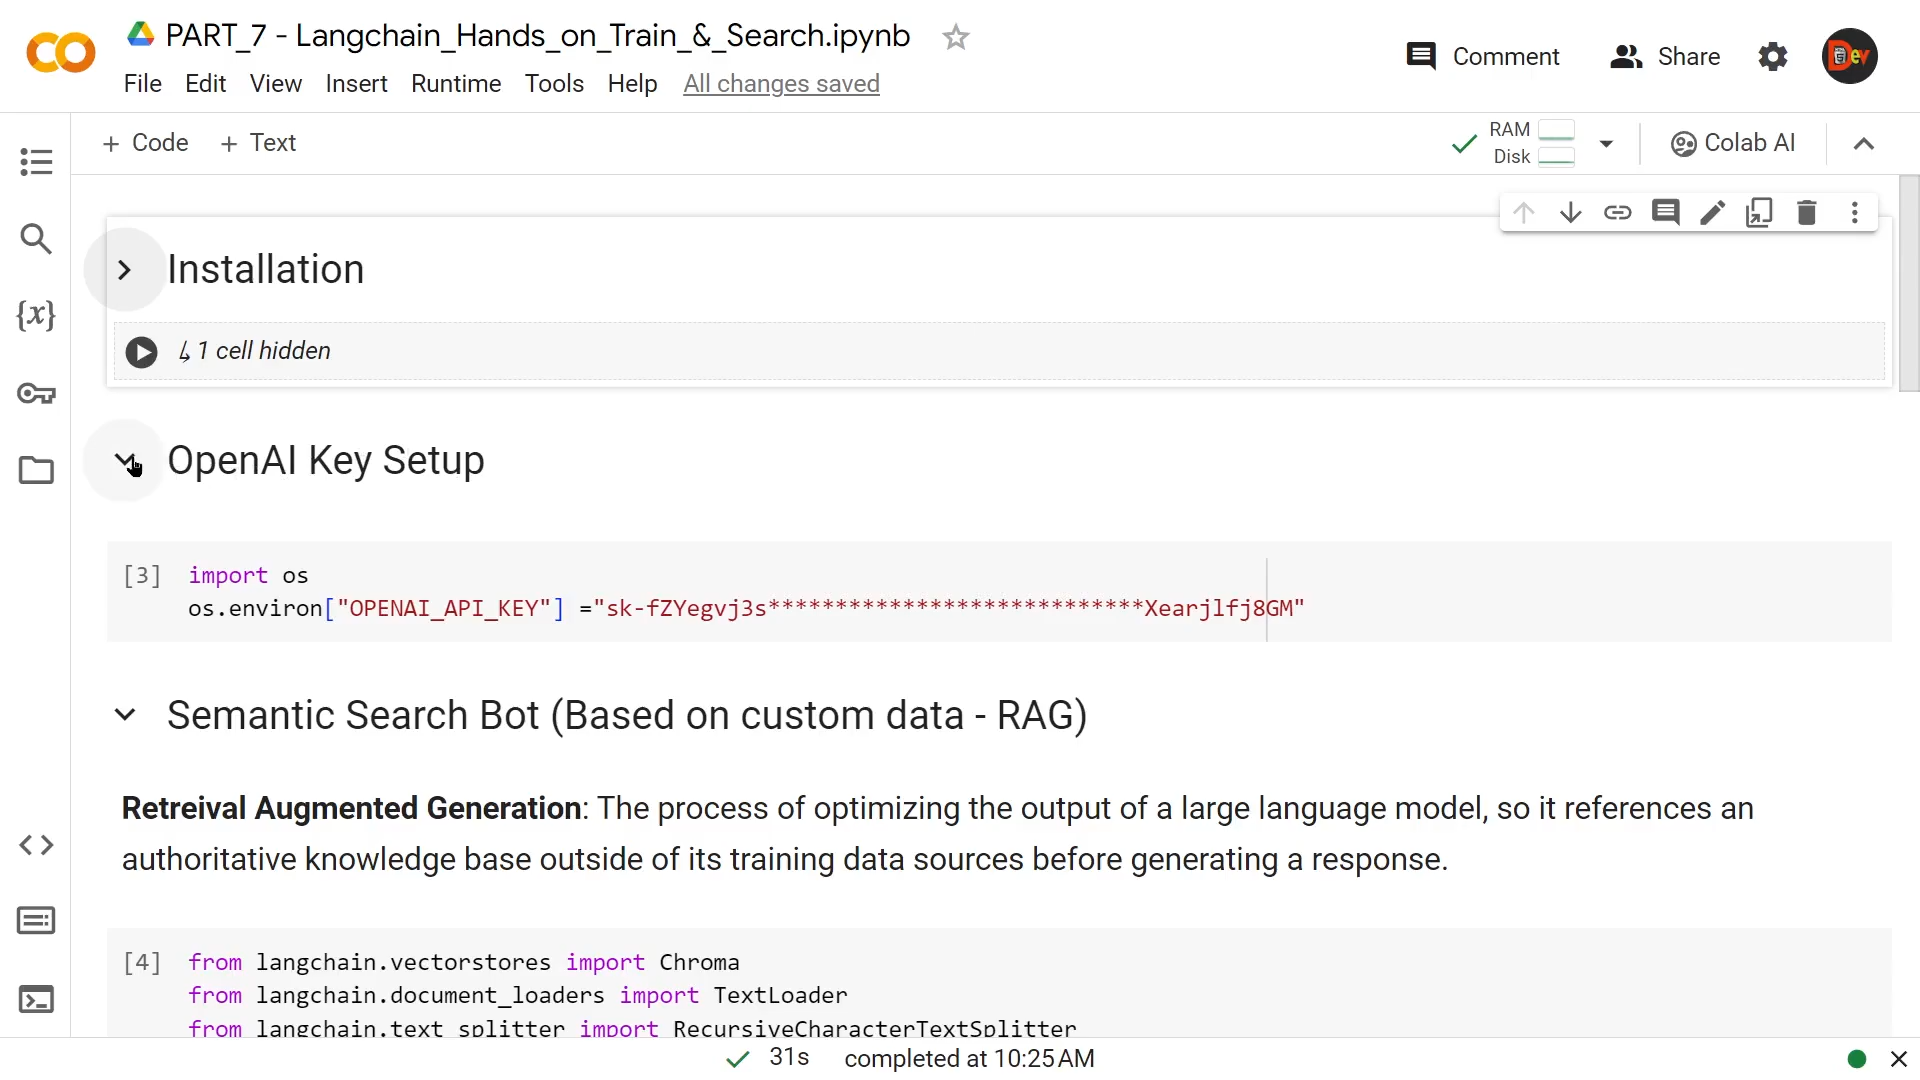 PART_7 - Langchain_Hands_on_Train_&_Search.ipynb
File Edit View Insert Runtime Tools Help All changes saved
Comment
Share
Dev
+ Code + Text
RAM
Disk
Colab AI
Installation
1 cell hidden
OpenAI Key Setup
[3] import os
os.environ["OPENAI_API_KEY"] ="sk-fZYegvj3s****************************Xearjlfj8GM"
Semantic Search Bot (Based on custom data - RAG)
Retreival Augmented Generation: The process of optimizing the output of a large language model, so it references an
authoritative knowledge base outside of its training data sources before generating a response.
[4] from langchain.vectorstores import Chroma
from langchain.document_loaders import TextLoader
from langchain.text_splitter import RecursiveCharacterTextSplitter
31s completed at 10:25 AM